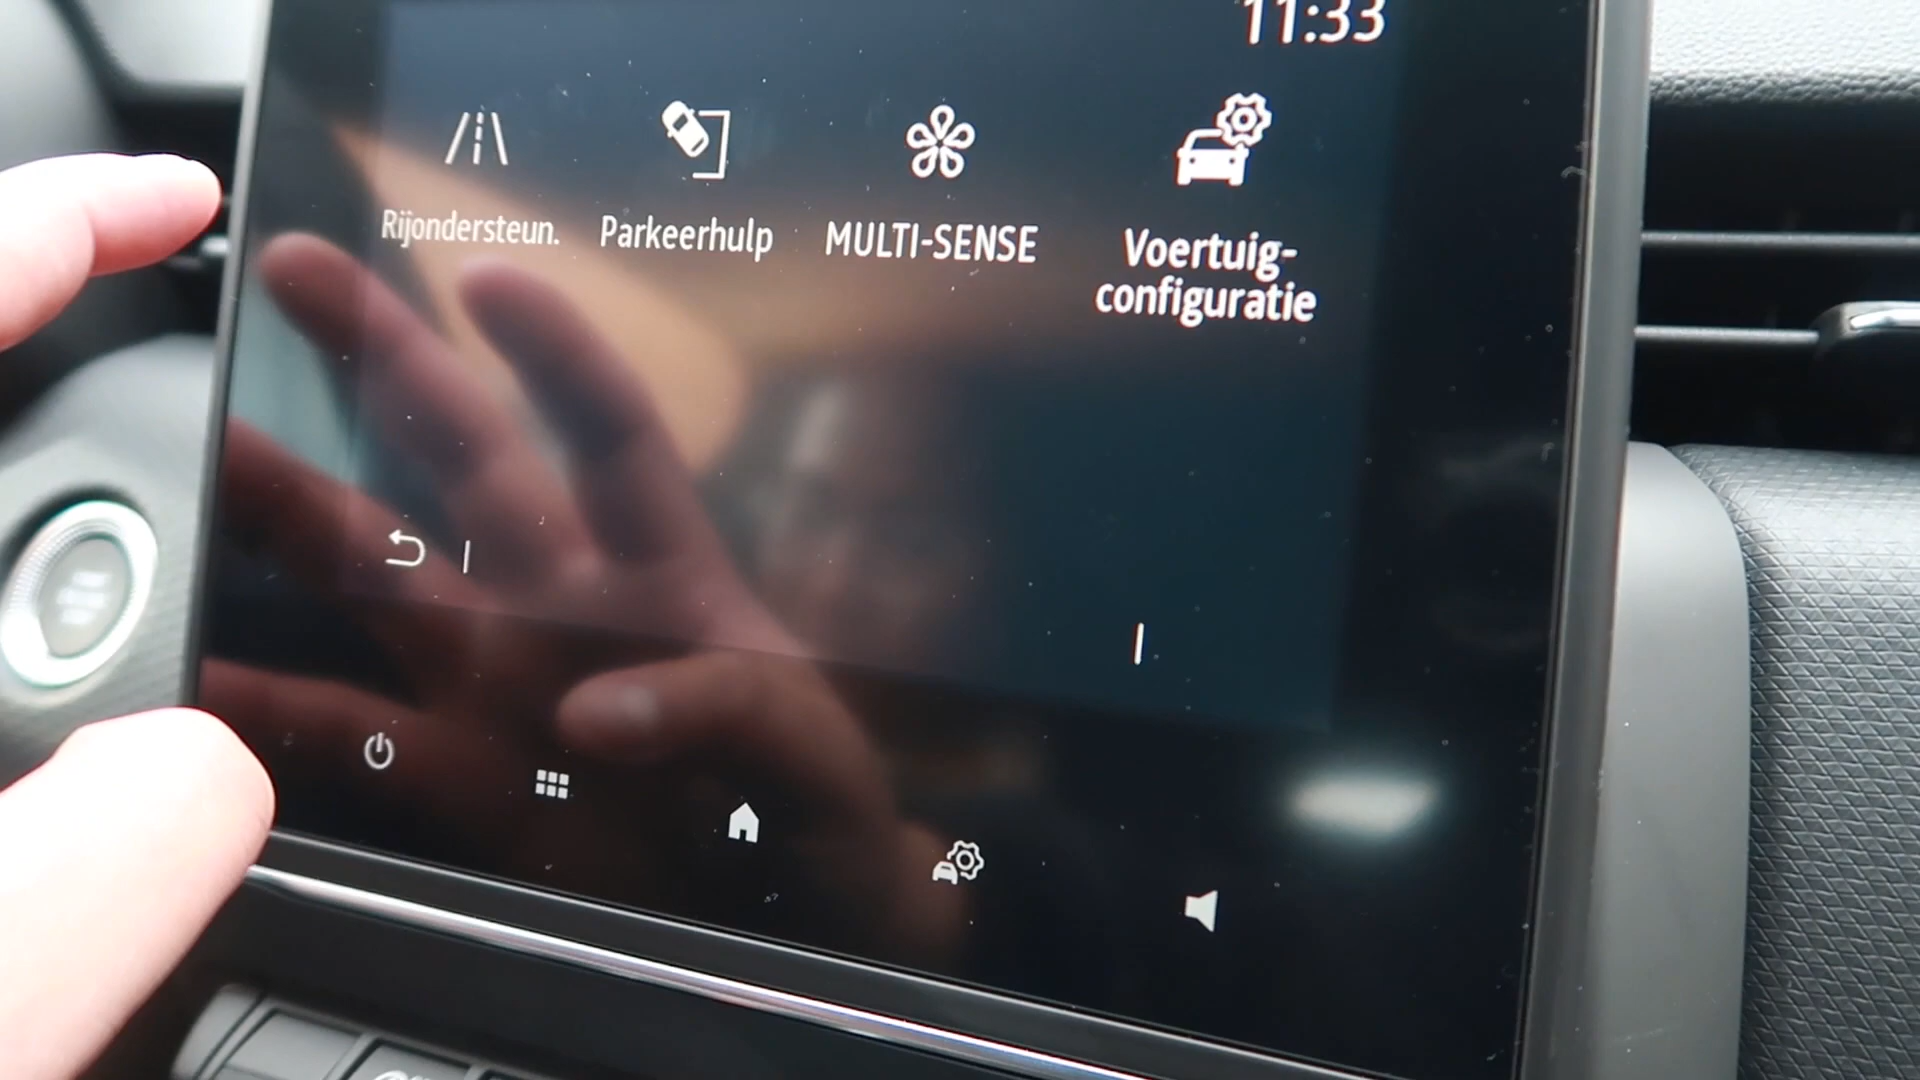 11:33
Rijondersteun.
Parkeerhulp
MULTI-SENSE
Voertuig-
configuratie